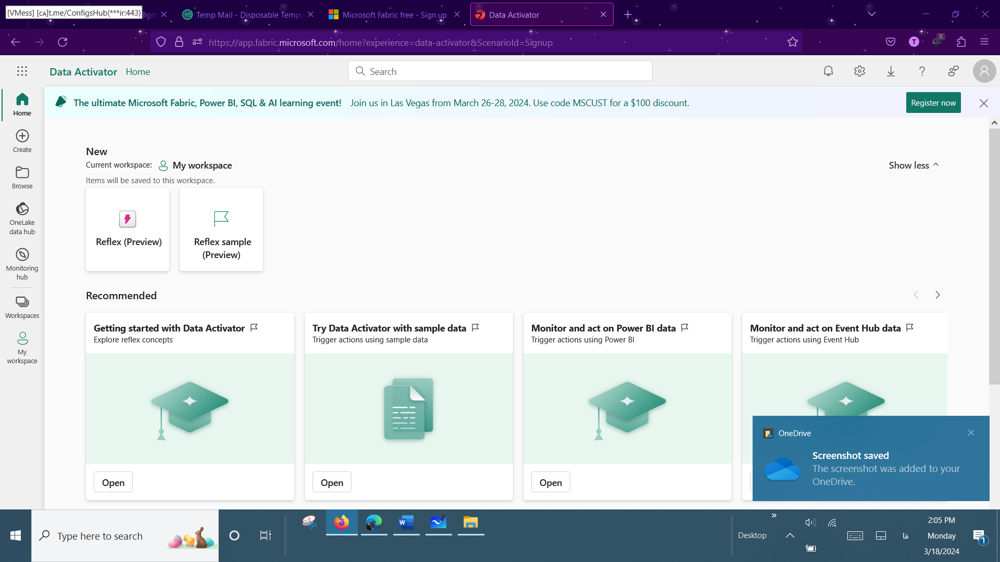 [VMess] [ᴄᴀ]t.me/ConfigsHub(***ir:443)
Temp Mail - Disposable Tempo
Microsoft Fabric free - Sign up
Data Activator
https://app.fabric.microsoft.com/home?experience=data-activator&ScenarioId=Signup
T
X
Data Activator
Home
Search
The ultimate Microsoft Fabric, Power BI, SQL & AI learning event! Join us in Las Vegas from March 26-28, 2024. Use code MSCUST for a $100 discount.
Register now
Home
Create
Browse
OneLake
data hub
Monitoring
hub
Workspaces
My
workspace
New
Current workspace: My workspace
Show less
Items will be saved to this workspace.
Reflex (Preview)
Reflex sample
(Preview)
Recommended
Getting started with Data Activator
Explore reflex concepts
Open
Try Data Activator with sample data
Trigger actions using sample data
Open
Monitor and act on Power BI data
Trigger actions using Power BI
Open
Monitor and act on Event Hub data
Trigger actions using Event Hub
OneDrive
Screenshot saved
The screenshot was added to your
OneDrive.
Type here to search
Desktop
فا
2:05 PM
Monday
3/18/2024
1